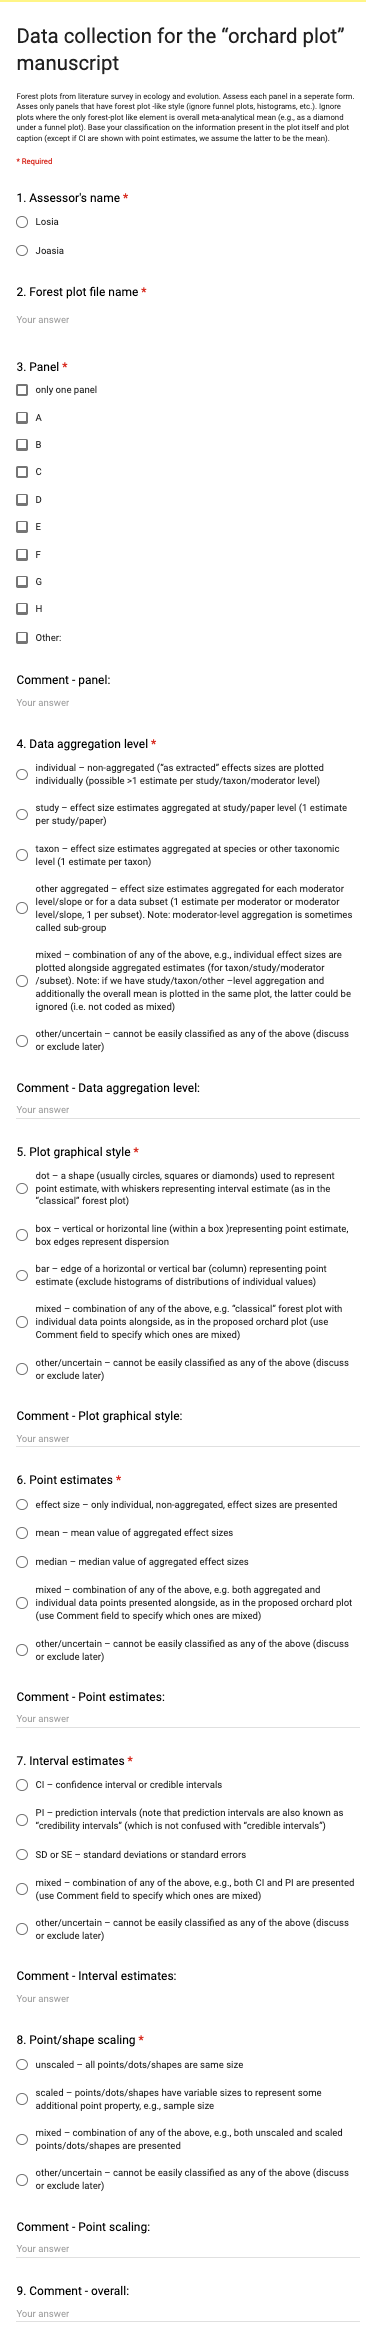 Data collection for the “orchard plot”
manuscript
Forest plots from literature survey in ecology and evolution. Assess each panel in a seperate form.
Asses only panels that have forest plot -like style (ignore funnel plots, histograms, etc.). Ignore
plots where the only forest-plot like element is overall meta-analytical mean (e.g., as a diamond
under a funnel plot). Base your classification on the information present in the plot itself and plot
caption (except if CI are shown with point estimates, we assume the latter to be the mean).
* Required
1. Assessor's name *
Losia
Joasia
2. Forest plot file name *
Your answer
3. Panel *
only one panel
A
B
C
D
E
F
G
H
Other:
Comment - panel:
Your answer
4. Data aggregation level *
individual – non-aggregated (“as extracted” effects sizes are plotted
individually (possible >1 estimate per study/taxon/moderator level)
study – effect size estimates aggregated at study/paper level (1 estimate
per study/paper)
taxon – effect size estimates aggregated at species or other taxonomic
level (1 estimate per taxon)
other aggregated – effect size estimates aggregated for each moderator
level/slope or for a data subset (1 estimate per moderator or moderator
level/slope, 1 per subset). Note: moderator-level aggregation is sometimes
called sub-group
mixed – combination of any of the above, e.g., individual effect sizes are
plotted alongside aggregated estimates (for taxon/study/moderator
/subset). Note: if we have study/taxon/other –level aggregation and
additionally the overall mean is plotted in the same plot, the latter could be
ignored (i.e. not coded as mixed)
other/uncertain – cannot be easily classified as any of the above (discuss
or exclude later)
Comment - Data aggregation level:
Your answer
5. Plot graphical style *
dot – a shape (usually circles, squares or diamonds) used to represent
point estimate, with whiskers representing interval estimate (as in the
“classical” forest plot)
box – vertical or horizontal line (within a box )representing point estimate,
box edges represent dispersion
bar – edge of a horizontal or vertical bar (column) representing point
estimate (exclude histograms of distributions of individual values)
mixed – combination of any of the above, e.g. “classical” forest plot with
individual data points alongside, as in the proposed orchard plot (use
Comment field to specify which ones are mixed)
other/uncertain – cannot be easily classified as any of the above (discuss
or exclude later)
Comment - Plot graphical style:
Your answer
6. Point estimates *
effect size – only individual, non-aggregated, effect sizes are presented
mean – mean value of aggregated effect sizes
median – median value of aggregated effect sizes
mixed – combination of any of the above, e.g. both aggregated and
individual data points presented alongside, as in the proposed orchard plot
(use Comment field to specify which ones are mixed)
other/uncertain – cannot be easily classified as any of the above (discuss
or exclude later)
Comment - Point estimates:
Your answer
7. Interval estimates *
CI – confidence interval or credible intervals
PI – prediction intervals (note that prediction intervals are also known as
“credibility intervals” (which is not confused with “credible intervals”)
SD or SE – standard deviations or standard errors
mixed – combination of any of the above, e.g., both CI and PI are presented
(use Comment field to specify which ones are mixed)
other/uncertain – cannot be easily classified as any of the above (discuss
or exclude later)
Comment - Interval estimates:
Your answer
8. Point/shape scaling *
unscaled – all points/dots/shapes are same size
scaled – points/dots/shapes have variable sizes to represent some
additional point property, e.g., sample size
mixed – combination of any of the above, e.g., both unscaled and scaled
points/dots/shapes are presented
other/uncertain – cannot be easily classified as any of the above (discuss
or exclude later)
Comment - Point scaling:
Your answer
9. Comment - overall:
Your answer